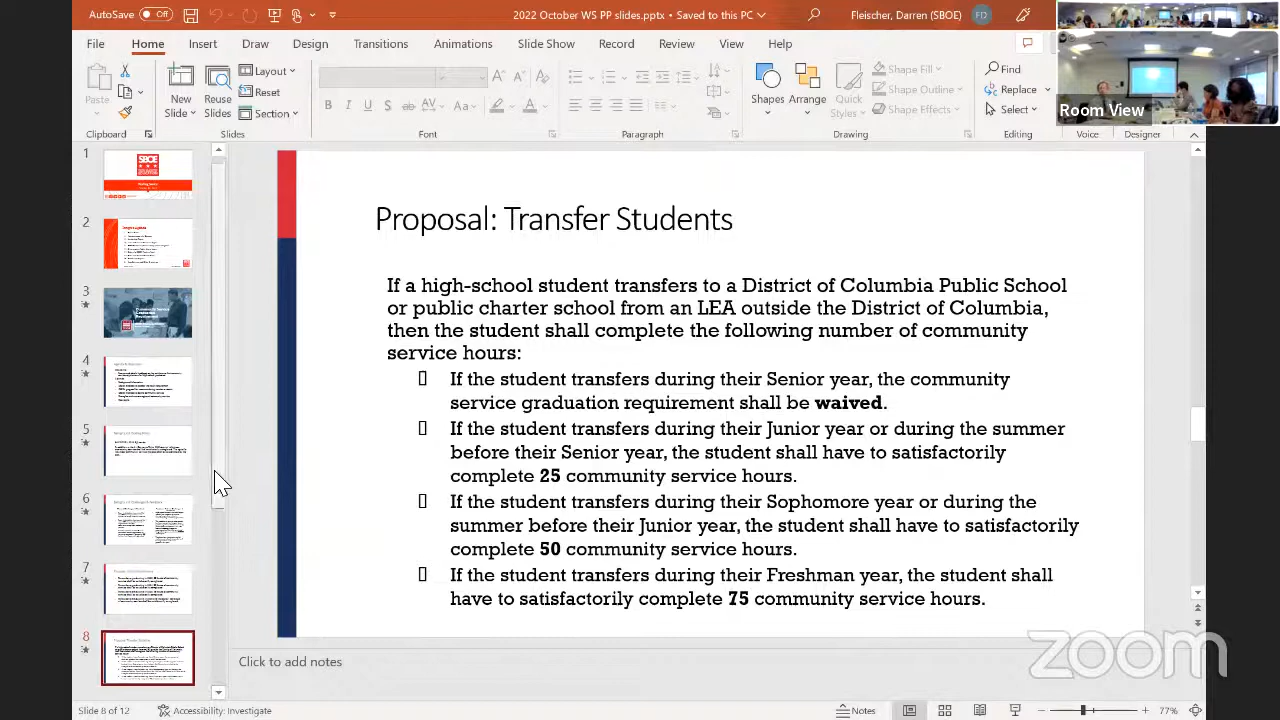 AutoSave Off 2022 October WS PP slides.pptx • Saved to this PC Fleischer, Darren (SBOE) FD
File Home Insert Draw Design Transitions Animations Slide Show Record Review View Help
Paste New Slide Reuse Slides Layout Reset Section Shapes Arrange Quick Styles Shape Fill Shape Outline Shape Effects Find Replace Select
Room View
Clipboard Slides Font Paragraph Drawing Editing Voice Designer
1
2
3
4
5
6
7
8
SBOE
Proposal: Transfer Students
If a high-school student transfers to a District of Columbia Public School
or public charter school from an LEA outside the District of Columbia,
then the student shall complete the following number of community
service hours:
If the student transfers during their Senior year, the community
service graduation requirement shall be waived.
If the student transfers during their Junior year or during the summer
before their Senior year, the student shall have to satisfactorily
complete 25 community service hours.
If the student transfers during their Sophomore year or during the
summer before their Junior year, the student shall have to satisfactorily
complete 50 community service hours.
If the student transfers during their Freshman year, the student shall
have to satisfactorily complete 75 community service hours.
Click to add notes
zoom
Slide 8 of 12 Accessibility: Investigate Notes 77%